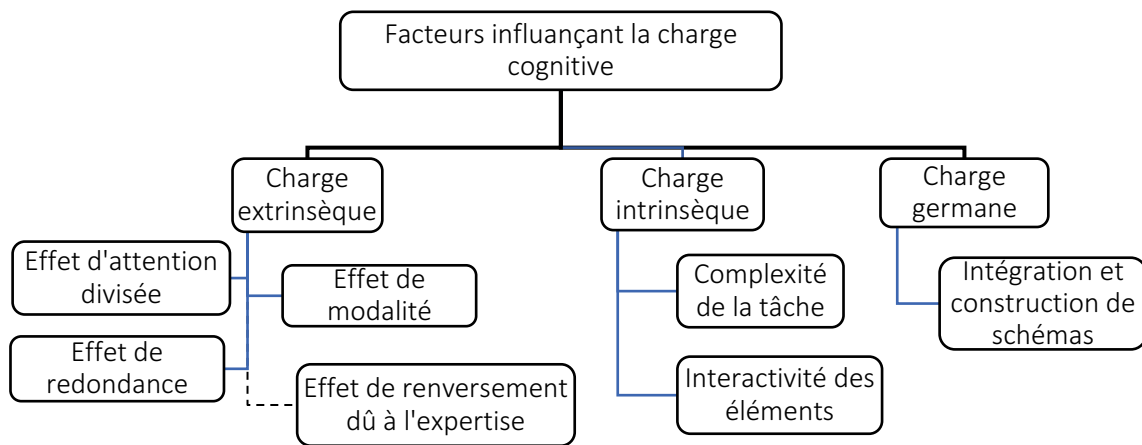 Facteurs influançant la charge
cognitive
Charge
extrinsèque
Charge
intrinsèque
Charge
germane
Effet d'attention
divisée
Effet de
modalité
Effet de
redondance
Effet de renversement
dû à l'expertise
Complexité
de la tâche
Interactivité des
éléments
Intégration et
construction de
schémas